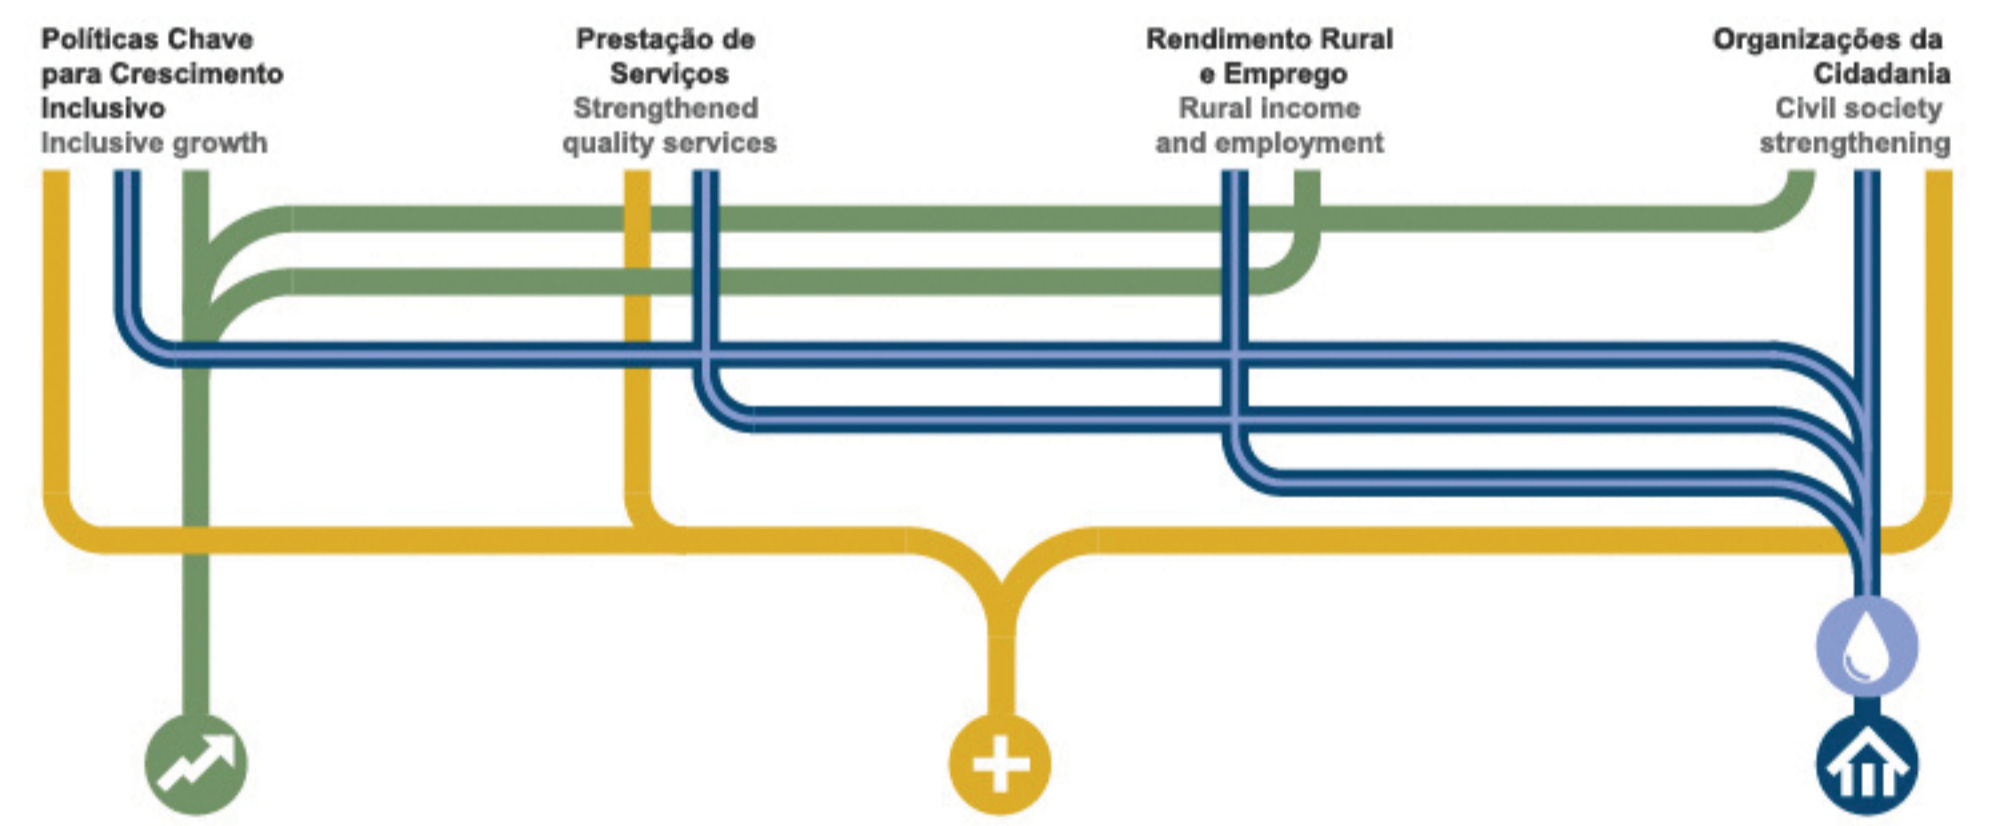 Políticas Chave
para Crescimento
Inclusivo
Inclusive growth
Prestação de
Serviços
Strengthened
quality services
Rendimento Rural
e Emprego
Rural income
and employment
Organizações da
Cidadania
Civil society
strengthening